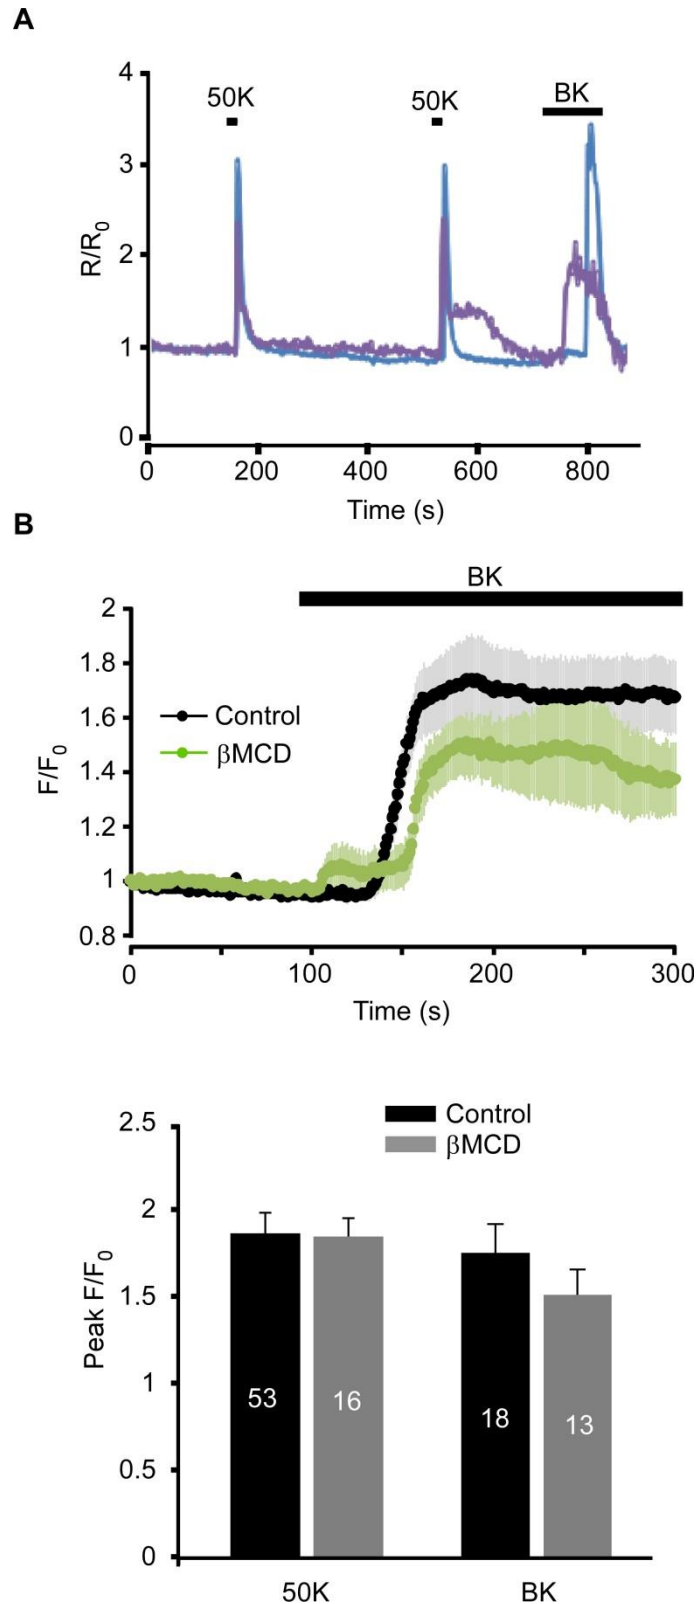 A
4
3
2
1
0
R/R0
50K
50K
BK
0
200
400
600
800
Time (s)
B
BK
2
1.8
1.6
1.4
1.2
1
0.8
F/F0
Control
βMCD
0
100
200
300
Time (s)
Control
βMCD
2.5
2
1.5
1
0.5
0
Peak F/F0
53
16
18
13
50K
BK